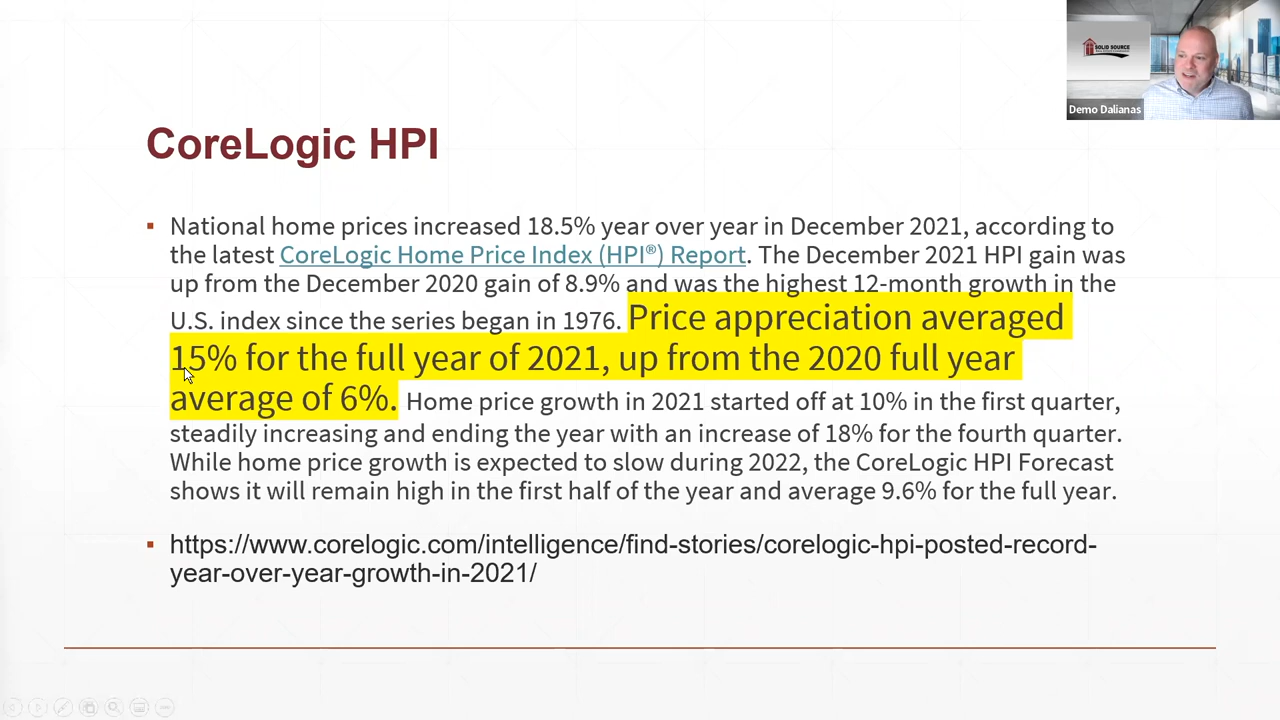 SOLID SOURCE
Demo Dalianas
CoreLogic HPI
National home prices increased 18.5% year over year in December 2021, according to
the latest CoreLogic Home Price Index (HPI®) Report. The December 2021 HPI gain was
up from the December 2020 gain of 8.9% and was the highest 12-month growth in the
U.S. index since the series began in 1976. Price appreciation averaged
15% for the full year of 2021, up from the 2020 full year
average of 6%. Home price growth in 2021 started off at 10% in the first quarter,
steadily increasing and ending the year with an increase of 18% for the fourth quarter.
While home price growth is expected to slow during 2022, the CoreLogic HPI Forecast
shows it will remain high in the first half of the year and average 9.6% for the full year.
https://www.corelogic.com/intelligence/find-stories/corelogic-hpi-posted-record-
year-over-year-growth-in-2021/